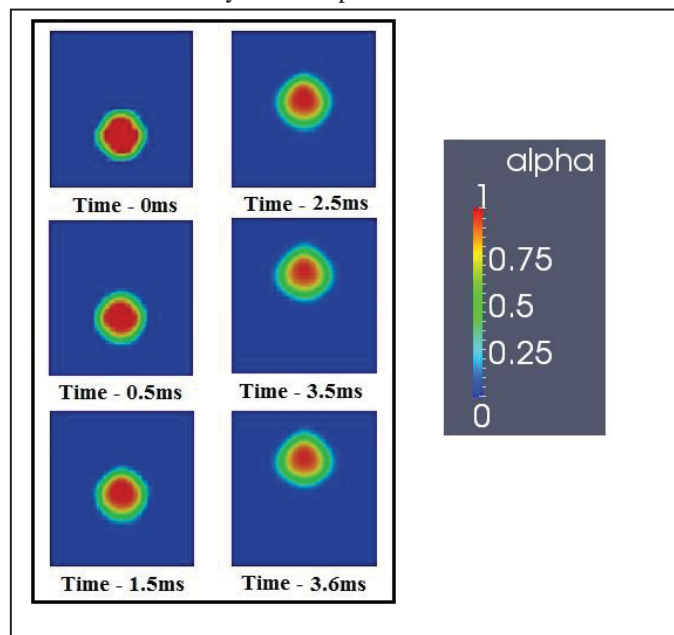 Time - 0ms
Time - 2.5ms
Time - 0.5ms
Time - 3.5ms
Time - 1.5ms
Time - 3.6ms
alpha
1
0.75
0.5
0.25
0